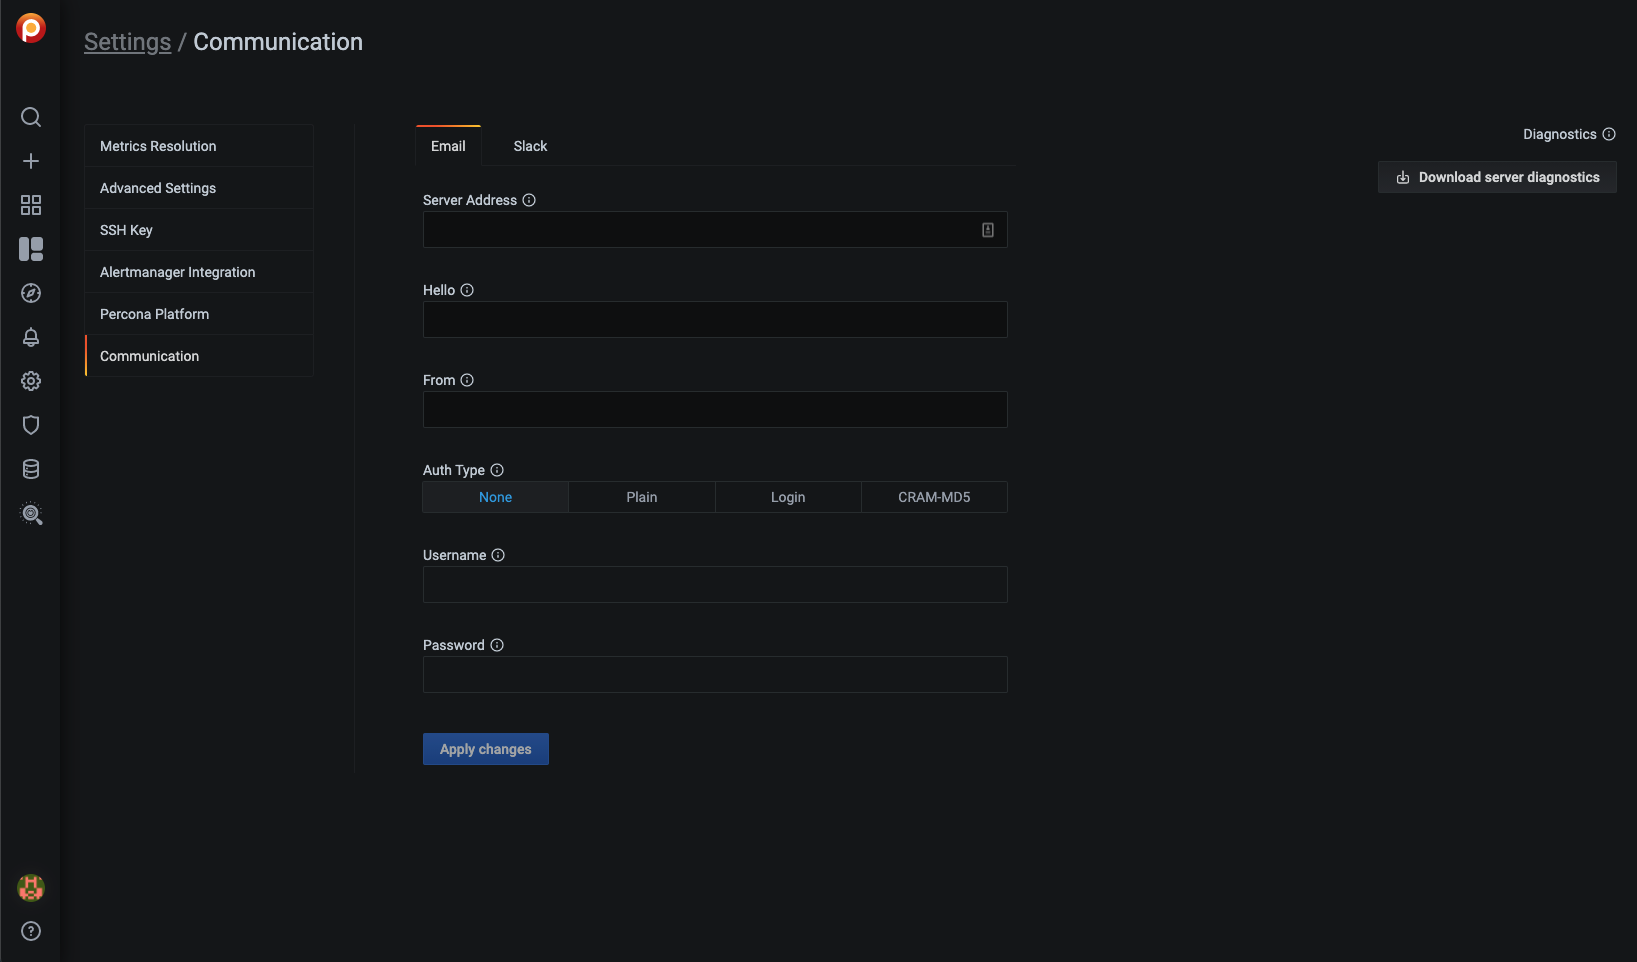 Settings / Communication
Metrics Resolution
Advanced Settings
SSH Key
Alertmanager Integration
Percona Platform
Communication
Email
Slack
Server Address
Hello
From
Auth Type
None
Plain
Login
CRAM-MD5
Username
Password
Apply changes
Diagnostics
Download server diagnostics